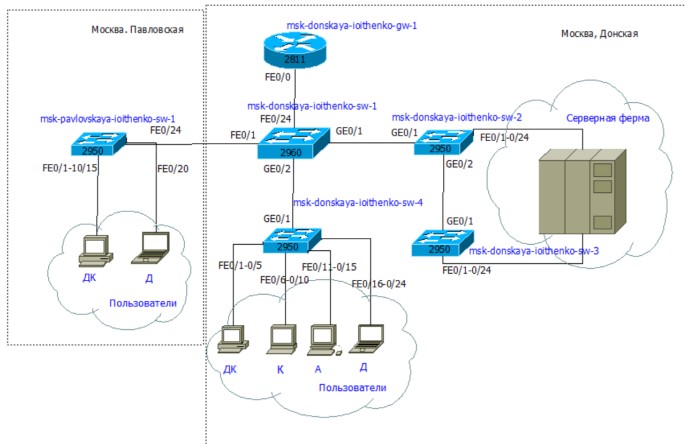 Москва. Павловская
msk-donskaya-ioithenko-gw-1
Москва, Донская
2811
FE0/0
msk-pavlovskaya-ioithenko-sw-1
msk-donskaya-ioithenko-sw-1
msk-donskaya-ioithenko-sw-2
Серверная ферма
FE0/24
FE0/24
FE0/1
GE0/1
GE0/1
FE0/1-0/24
2950
2960
2950
FE0/1-10/15
FE0/20
GE0/2
GE0/2
msk-donskaya-ioithenko-sw-4
GE0/1
GE0/1
2950
2950
msk-donskaya-ioithenko-sw-3
FE0/1-0/5
FE0/11-0/15
FE0/1-0/24
FE0/6-0/10
FE0/16-0/24
ДК
Д
Пользователи
ДК
К
А
Д
Пользователи